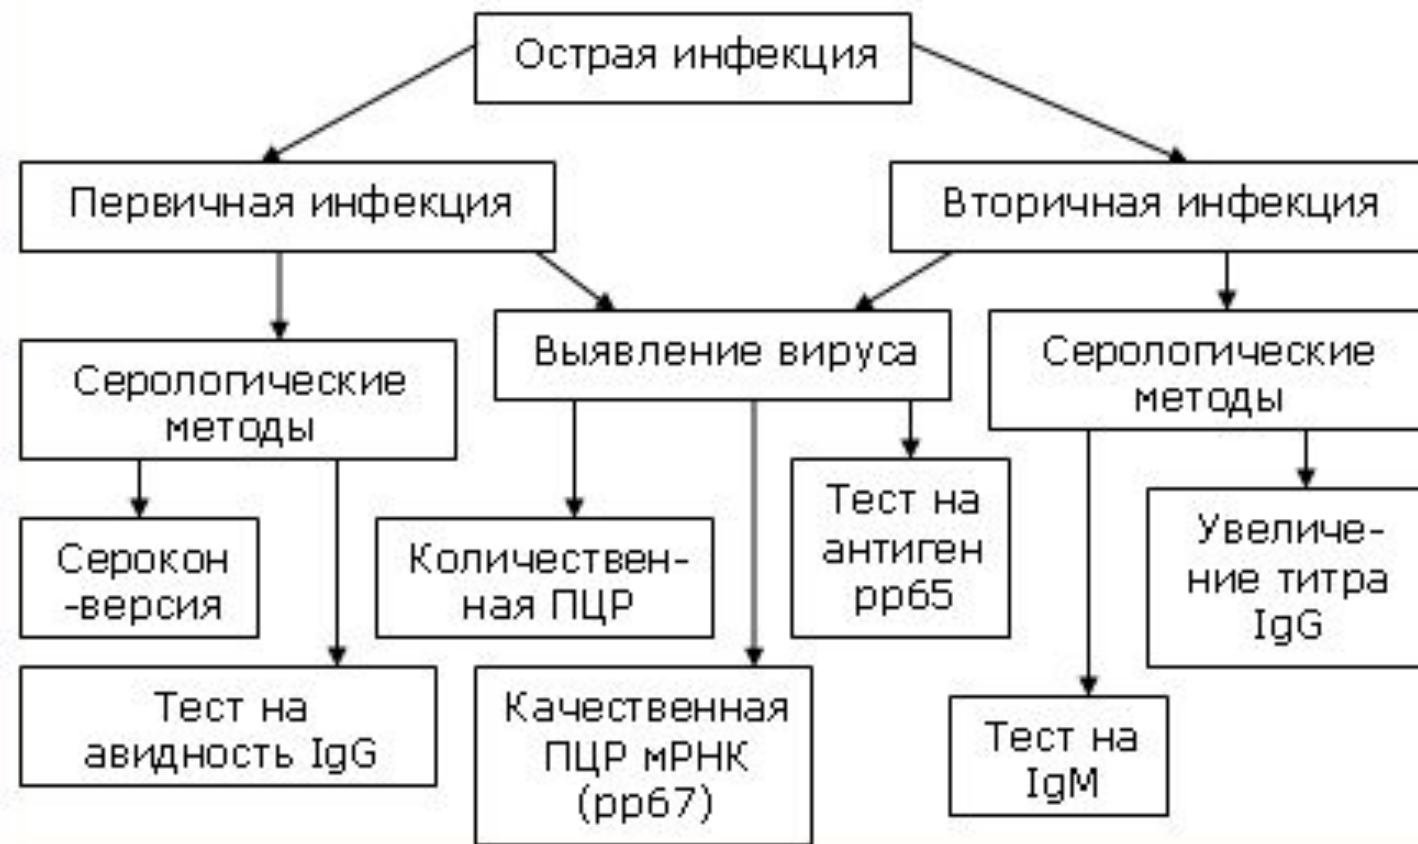 Острая инфекция
Первичная инфекция
Вторичная инфекция
Выявление вируса
Серологические
методы
Серологические
методы
Серокон
-версия
Количествен-
ная ПЦР
Тест на
антиген
pp65
Увеличе-
ние титра
IgG
Тест на
авидность IgG
Качественная
ПЦР мРНК
(pp67)
Тест на
IgM